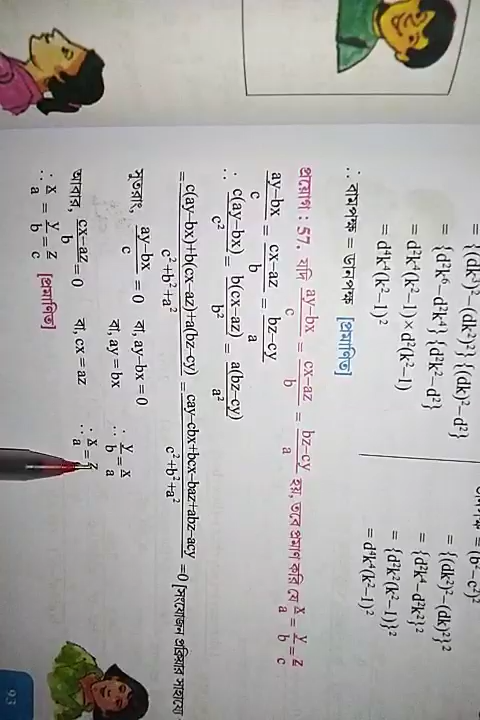 = {(dk³)² – (dk²)²} {(dk)² – d²}
= {d²k⁶ – d²k⁴} {d²k² – d²}
= d²k⁴(k² – 1) × d²(k² – 1)
= d⁴k⁴(k² – 1)²
= (b² – c²)²
= {(dk²)² – (dk)²}²
= {d²k⁴ – d²k²}²
= {d²k²(k² – 1)}²
= d⁴k⁴(k² – 1)²
∴ বামপক্ষ = ডানপক্ষ [প্রমাণিত]
প্রয়োগ : 57. যদি (ay–bx)/c = (cx–az)/b = (bz–cy)/a হয়, তবে প্রমাণ করি যে x/a = y/b = z/c
(ay–bx)/c = (cx–az)/b = (bz–cy)/a
∴ c(ay–bx)/c² = b(cx–az)/b² = a(bz–cy)/a²
= (c(ay–bx)+b(cx–az)+a(bz–cy))/(c²+b²+a²) = (cay–cbx+bcx–baz+abz–acy)/(c²+b²+a²) = 0 [সংযোজন প্রক্রিয়ার সাহায্যে
সুতরাং, (ay–bx)/c = 0 বা, ay–bx = 0
বা, ay = bx
∴ y/b = x/a
আবার, (cx–az)/b = 0 বা, cx = az
∴ x/a = z/
∴ x/a = y/b = z/c [প্রমাণিত]
93